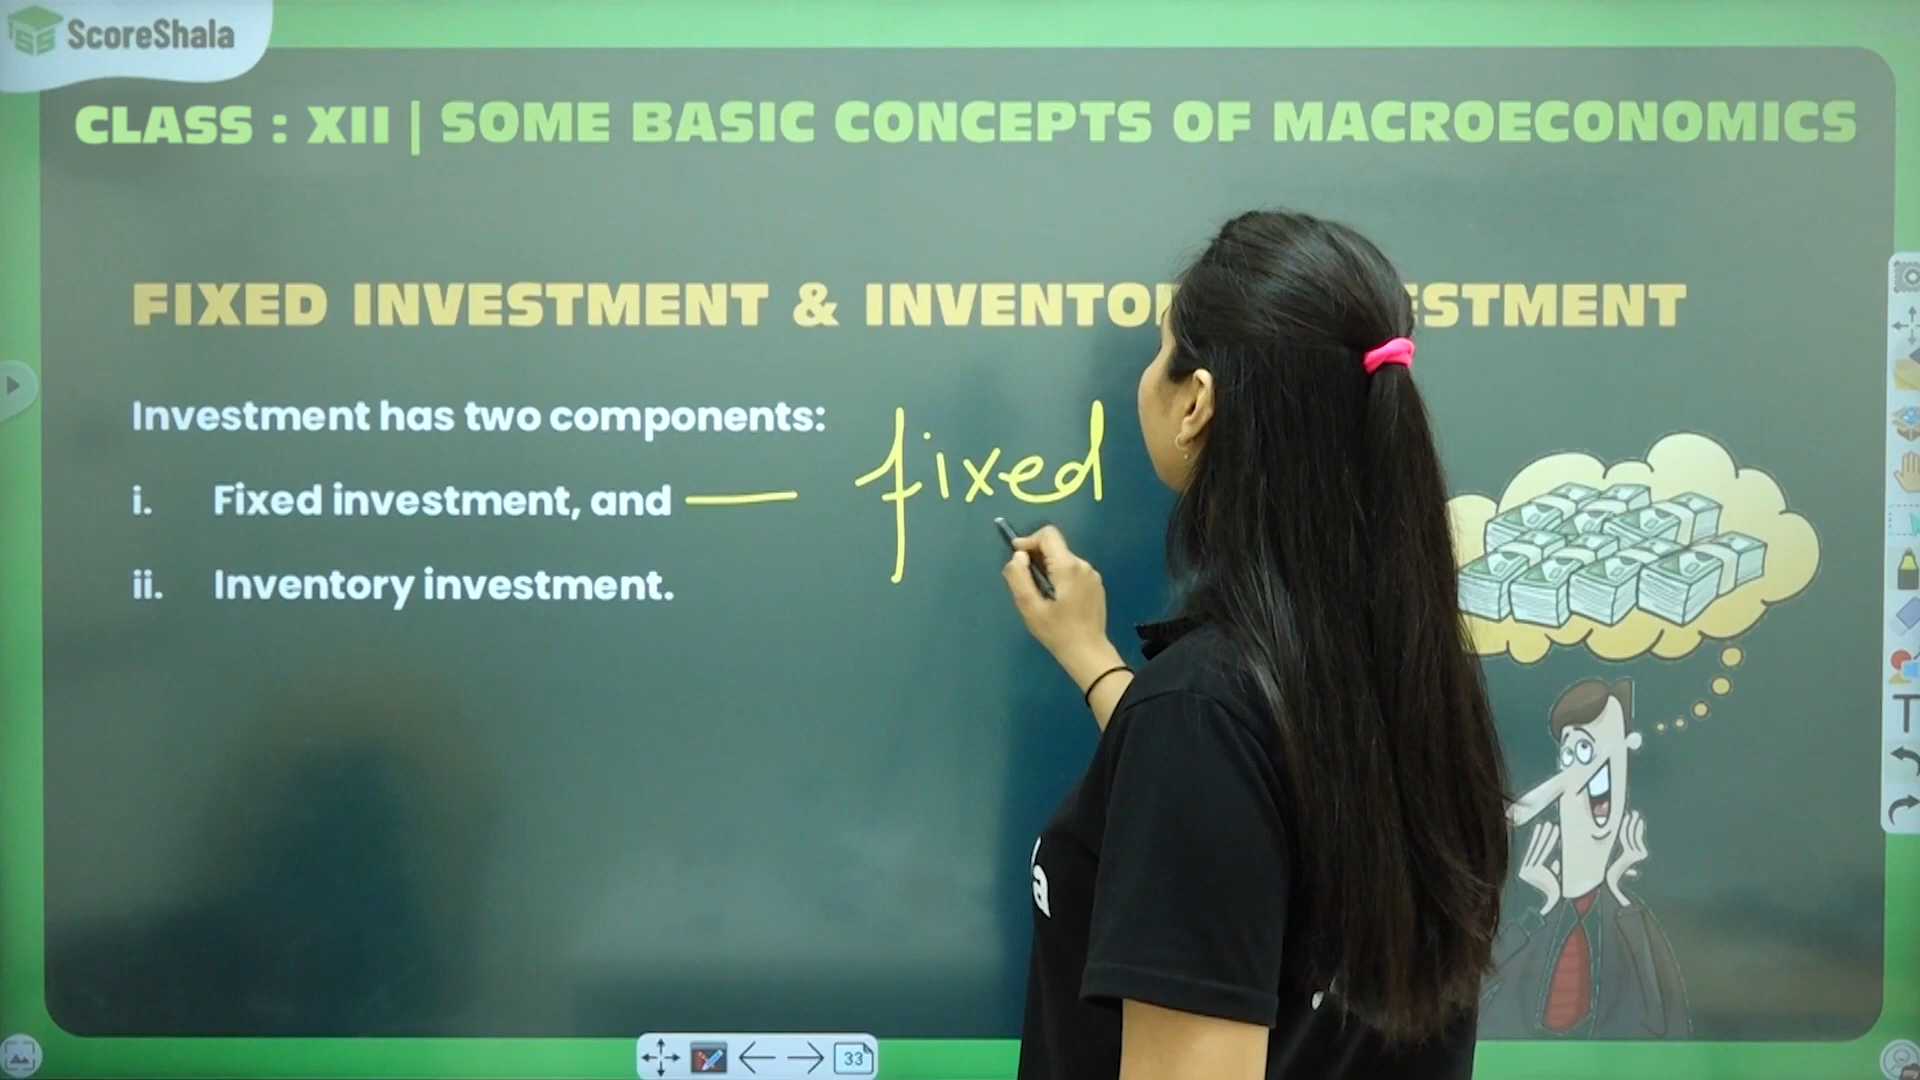 ScoreShala
CLASS : XII | SOME BASIC CONCEPTS OF MACROECONOMICS
FIXED INVESTMENT & INVENTO ESTMENT
Investment has two components:
i. Fixed investment, and — fixed
ii. Inventory investment.
a
T
33